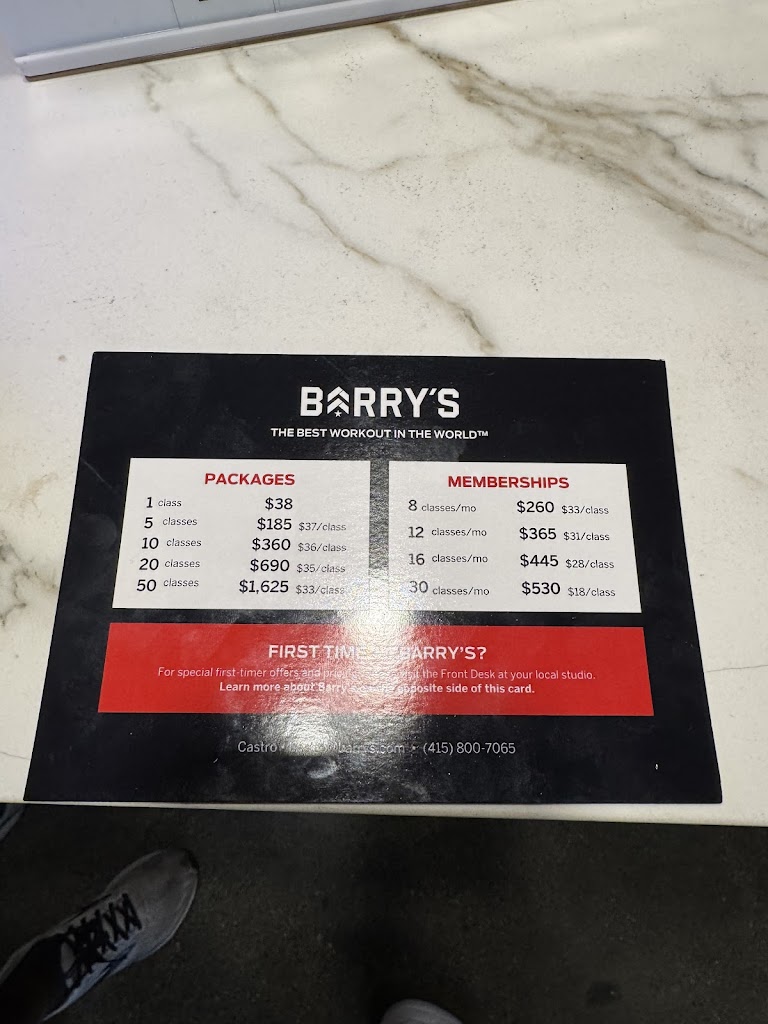 BARRY'S
THE BEST WORKOUT IN THE WORLD™
PACKAGES
1 class $38
5 classes $185 $37/class
10 classes $360 $36/class
20 classes $690 $35/class
50 classes $1,625 $33/class
MEMBERSHIPS
8 classes/mo $260 $33/class
12 classes/mo $365 $31/class
16 classes/mo $445 $28/class
30 classes/mo $530 $18/class
FIRST TIME BARRY'S?
For special first-timer offers and the Front Desk at your local studio.
Learn more about Barry opposite side of this card.
Castro • (415) 800-7065